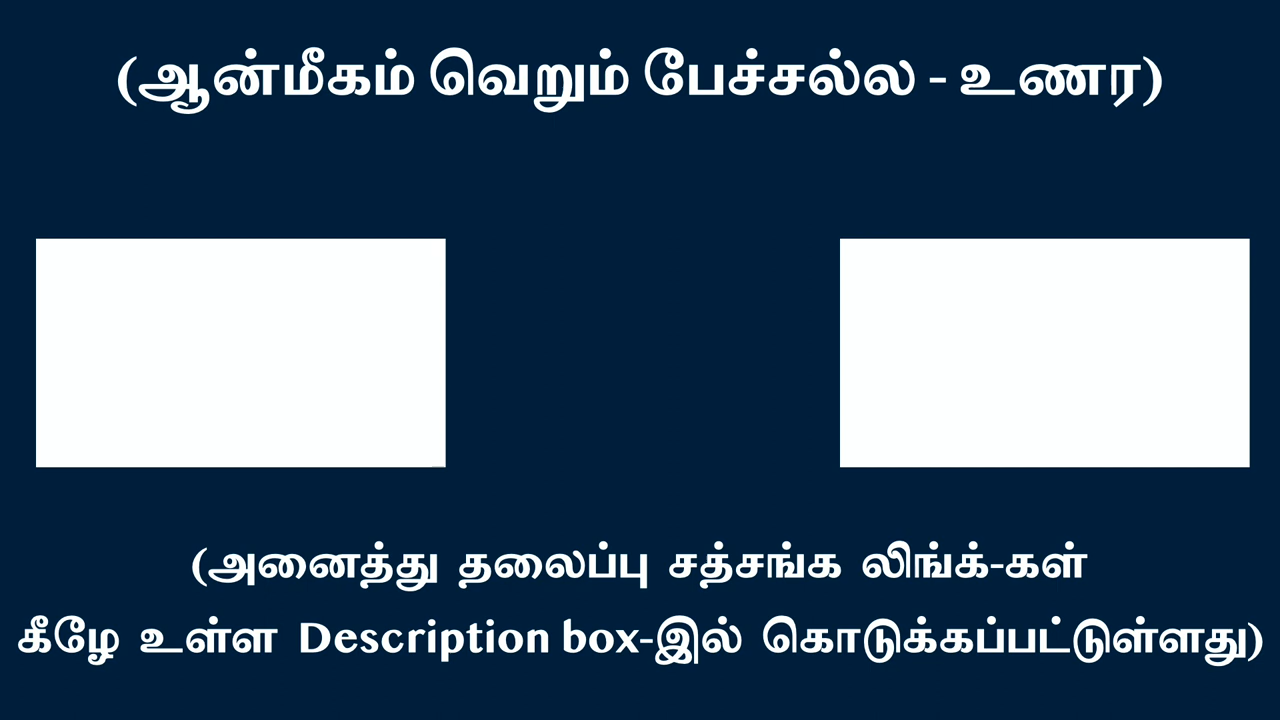 (ஆன்மீகம் வெறும் பேச்சல்ல - உணர)
(அனைத்து தலைப்பு சத்சங்க லிங்க்-கள்
கீழே உள்ள Description box-இல் கொடுக்கப்பட்டுள்ளது)